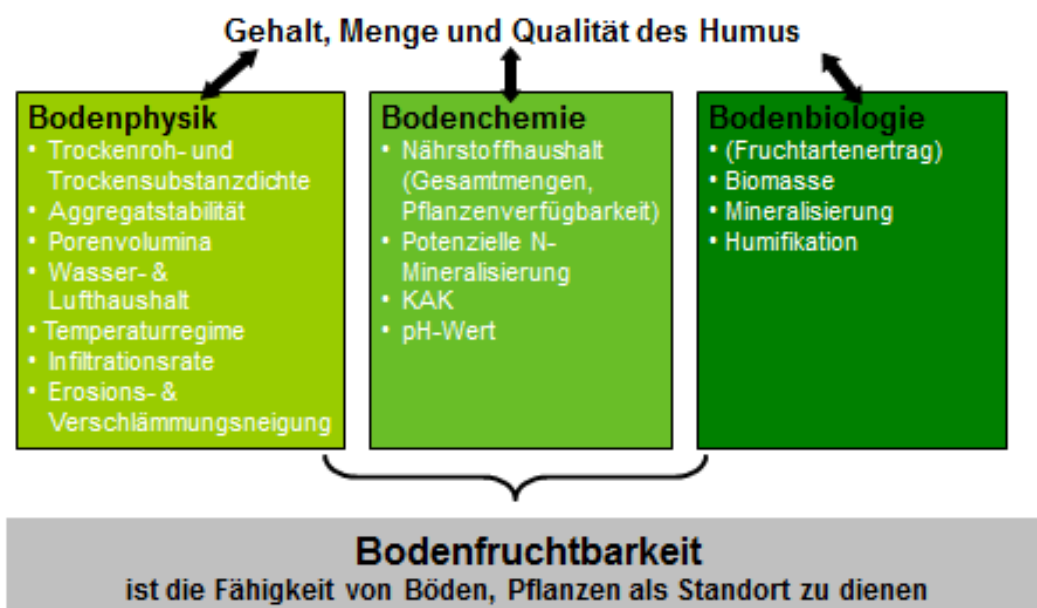 Gehalt, Menge und Qualität des Humus
Bodenphysik
• Trockenroh- und
Trockensubstanzdichte
• Aggregatstabilität
• Porenvolumina
• Wasser- &
Lufthaushalt
• Temperaturregime
• Infiltrationsrate
• Erosions- &
Verschlämmungsneigung
Bodenchemie
• Nährstoffhaushalt
(Gesamtmengen,
Pflanzenverfügbarkeit)
• Potenzielle N-
Mineralisierung
• KAK
• pH-Wert
Bodenbiologie
• (Fruchtartenertrag)
• Biomasse
• Mineralisierung
• Humifikation
Bodenfruchtbarkeit
ist die Fähigkeit von Böden, Pflanzen als Standort zu dienen